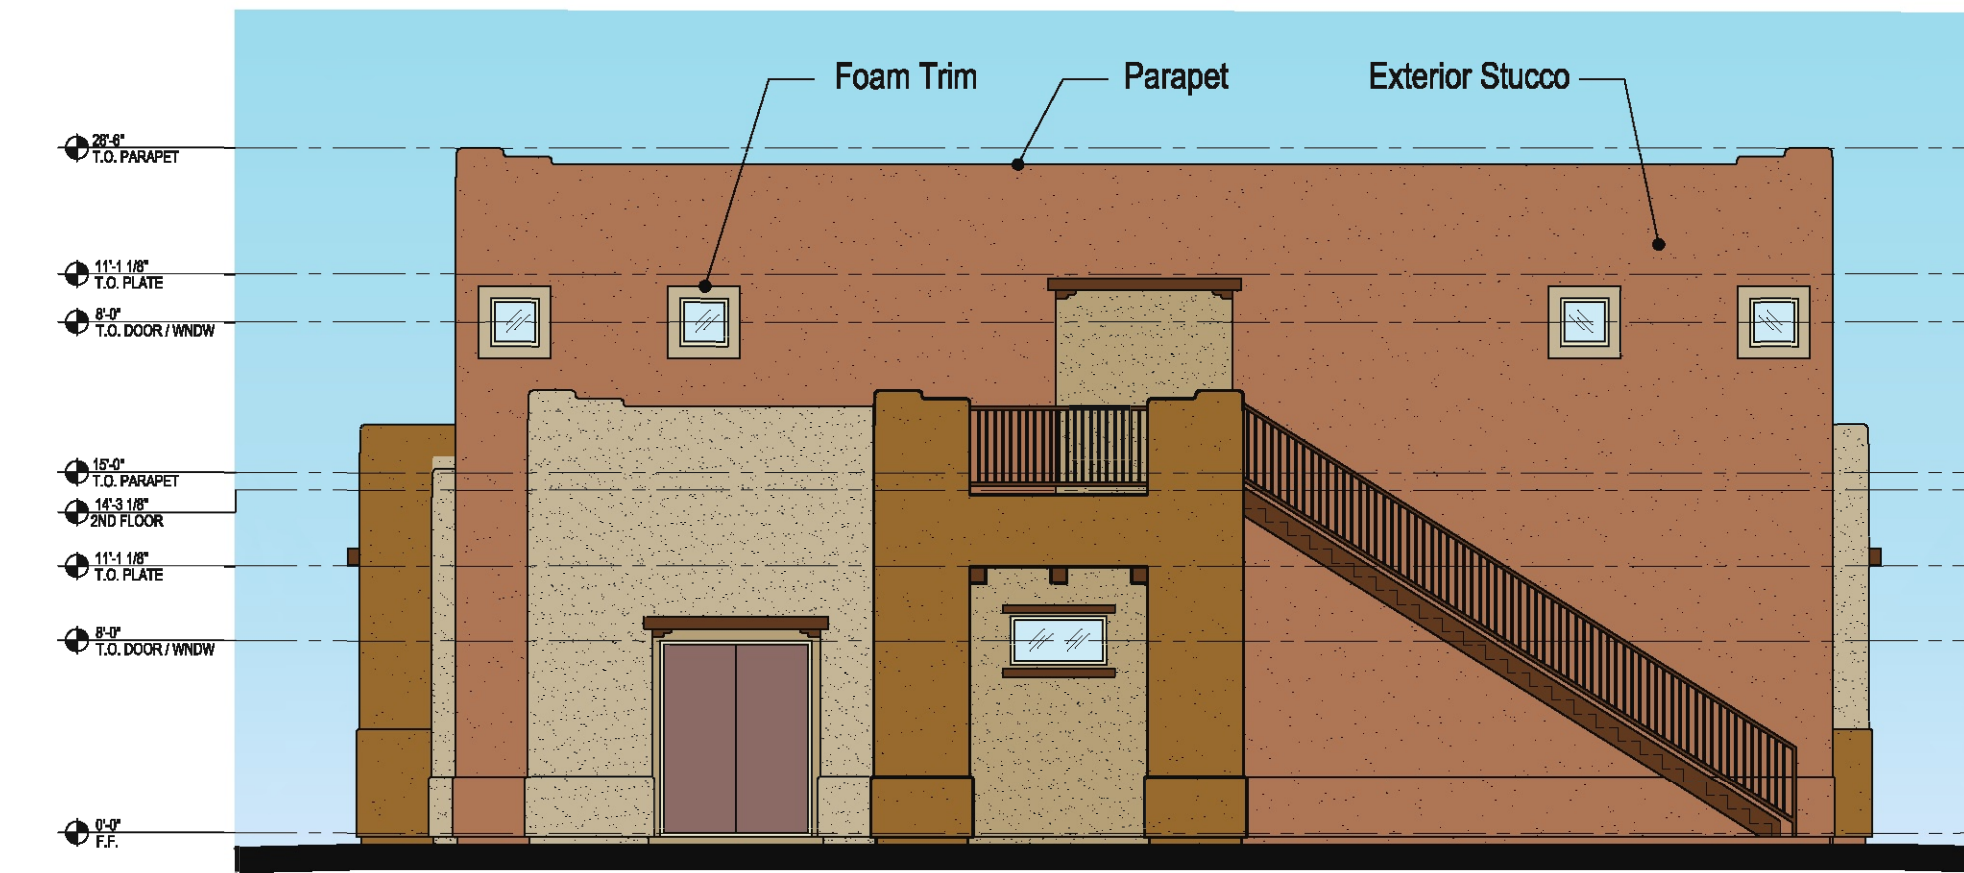 Foam Trim
Parapet
Exterior Stucco
28'-6"
T.O. PARAPET
11'-1 1/8"
T.O. PLATE
8'-0"
T.O. DOOR / WNDW
15'-0"
T.O. PARAPET
14'-3 1/8"
2ND FLOOR
11'-1 1/8"
T.O. PLATE
8'-0"
T.O. DOOR / WNDW
0'-0"
F.F.